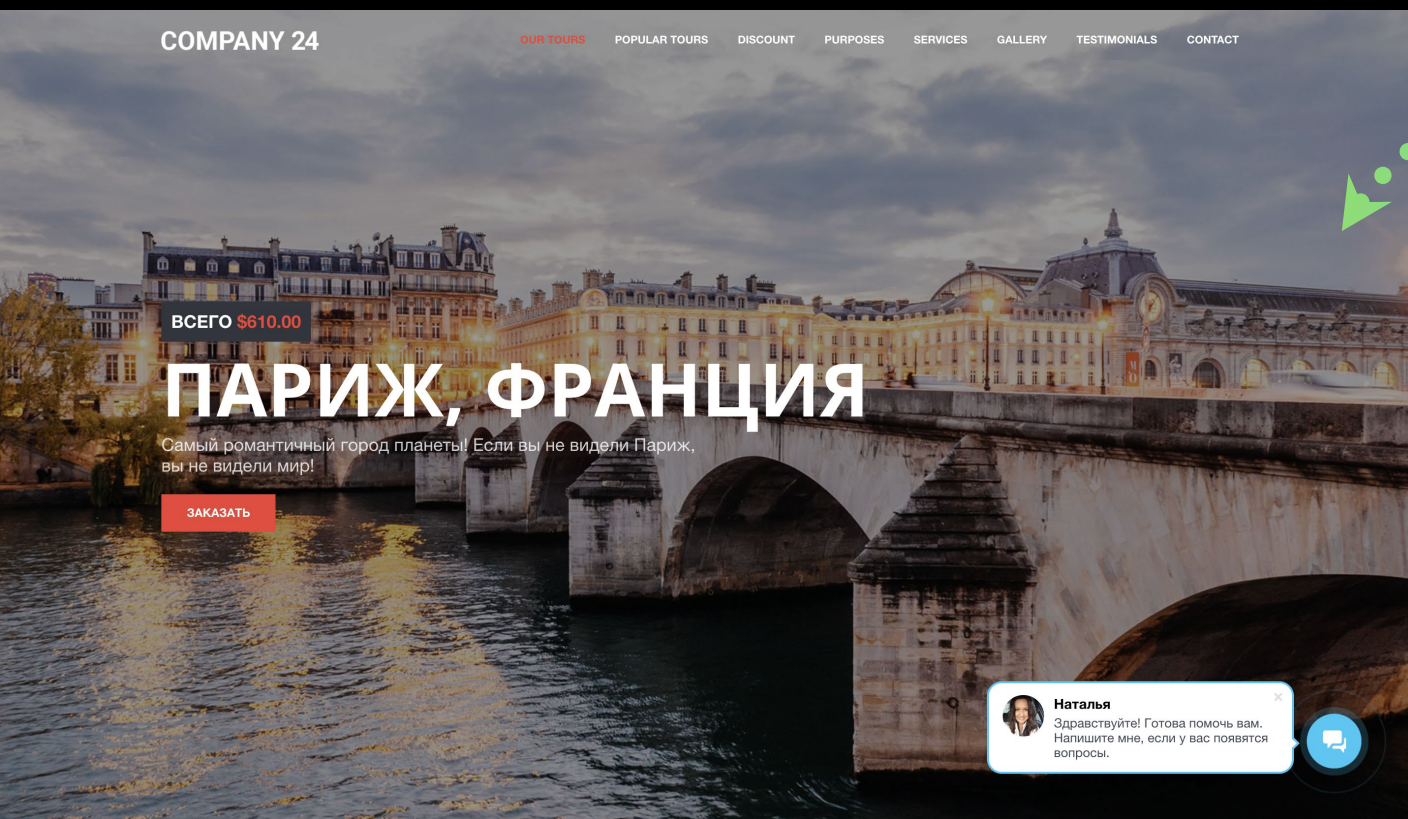 COMPANY 24
OUR TOURS POPULAR TOURS DISCOUNT PURPOSES SERVICES GALLERY TESTIMONIALS CONTACT
ВСЕГО $610.00
ПАРИЖ, ФРАНЦИЯ
Самый романтичный город планеты! Если вы не видели Париж,
вы не видели мир!
ЗАКАЗАТЬ
Наталья
Здравствуйте! Готова помочь вам.
Напишите мне, если у вас появятся
вопросы.